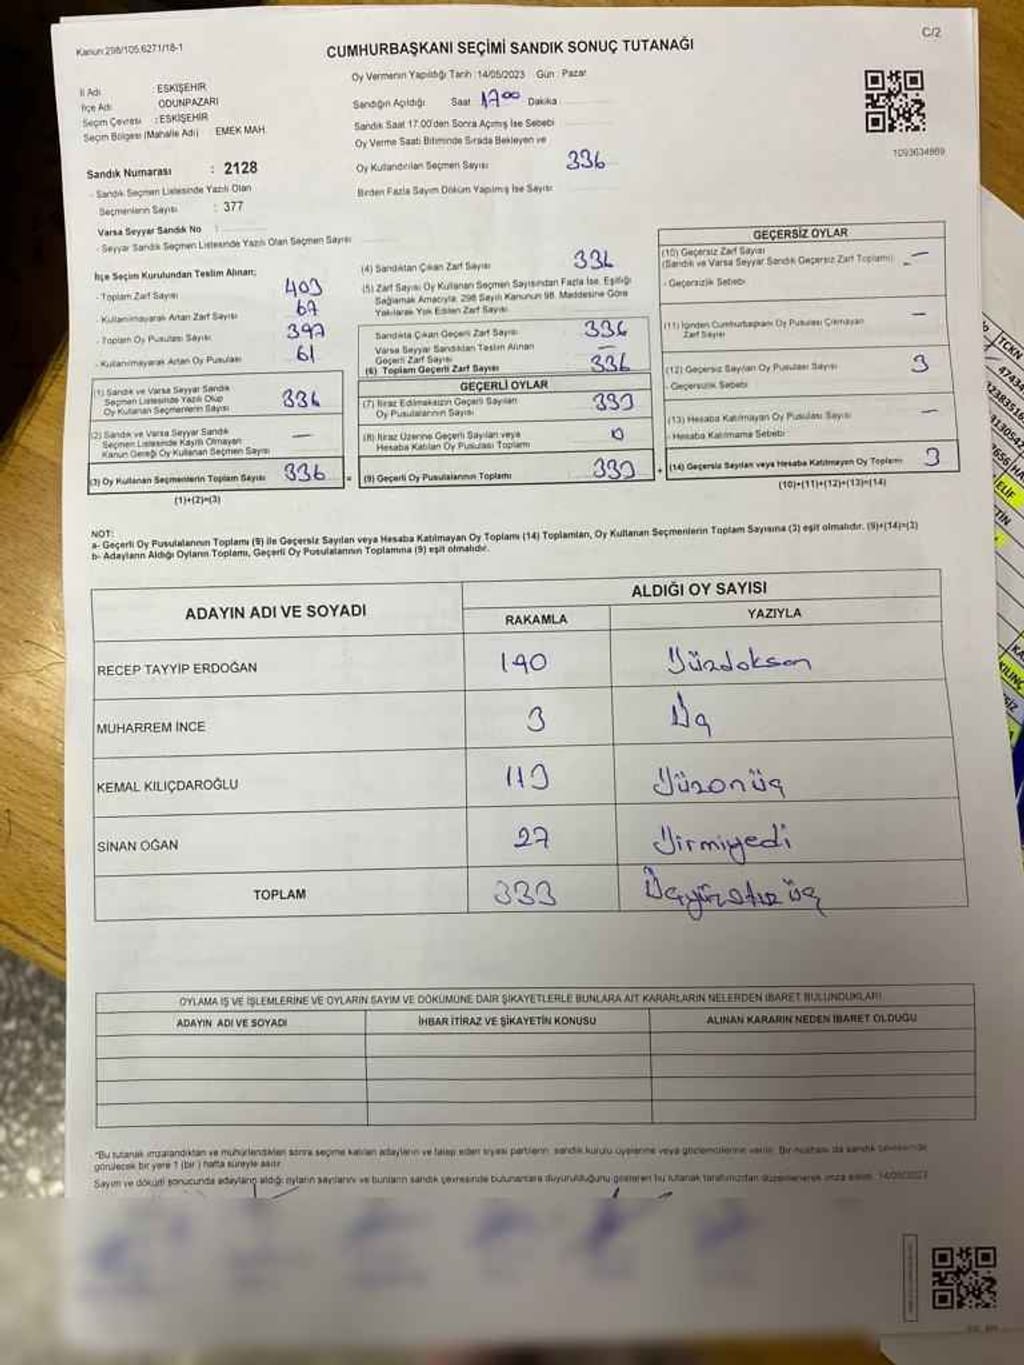 Kanun:298/105,6271/18-1
C/2
CUMHURBAŞKANI SEÇİMİ SANDIK SONUÇ TUTANAĞI
İl Adı : ESKİŞEHİR
İlçe Adı : ODUNPAZARI
Seçim Çevresi : ESKİŞEHİR
Seçim Bölgesi (Mahalle Adı) : EMEK MAH.
Sandık Numarası : 2128
- Sandık Seçmen Listesinde Yazılı Olan
Seçmenlerin Sayısı : 377
Varsa Seyyar Sandık No :
- Seyyar Sandık Seçmen Listesinde Yazılı Olan Seçmen Sayısı
Oy Vermenin Yapıldığı Tarih :14/05/2023 Gün : Pazar
Sandığın Açıldığı Saat 17 00 Dakika
Sandık Saat 17.00'den Sonra Açmış İse Sebebi
Oy Verme Saati Bitiminde Sırada Bekleyen ve
Oy Kullandırılan Seçmen Sayısı 336
Birden Fazla Sayım Döküm Yapılmış İse Sayısı
1093634869
İlçe Seçim Kurulundan Teslim Alınan;
- Toplam Zarf Sayısı 403
- Kullanılmayarak Artan Zarf Sayısı 67
- Toplam Oy Pusulası Sayısı 397
- Kullanılmayarak Artan Oy Pusulası 61
(1) Sandık ve Varsa Seyyar Sandık
Seçmen Listesinde Yazılı Olup
Oy Kullanan Seçmenlerin Sayısı 336
(2) Sandık ve Varsa Seyyar Sandık
Seçmen Listesinde Kayıtlı Olmayan
Kanun Gereği Oy Kullanan Seçmen Sayısı —
(3) Oy Kullanan Seçmenlerin Toplam Sayısı 336 =
(1)+(2)=(3)
(4) Sandıktan Çıkan Zarf Sayısı 336
(5) Zarf Sayısı Oy Kullanan Seçmen Sayısından Fazla İse, Eşitliği
Sağlamak Amacıyla, 298 Sayılı Kanunun 98. Maddesine Göre
Yakılarak Yok Edilen Zarf Sayısı
Sandıkta Çıkan Geçerli Zarf Sayısı 336
Varsa Seyyar Sandıktan Teslim Alınan
Geçerli Zarf Sayısı —
(6) Toplam Geçerli Zarf Sayısı 336
GEÇERLİ OYLAR
(7) İtiraz Edilmeksizin Geçerli Sayılan
Oy Pusulalarının Sayısı 333
(8) İtiraz Üzerine Geçerli Sayılan veya
Hesaba Katılan Oy Pusulası Toplamı 0
(9) Geçerli Oy Pusulalarının Toplamı 333 +
GEÇERSİZ OYLAR
(10) Geçersiz Zarf Sayısı
(Sandık ve Varsa Seyyar Sandık Geçersiz Zarf Toplamı) —
- Geçersizlik Sebebi
(11) İçinden Cumhurbaşkanı Oy Pusulası Çıkmayan
Zarf Sayısı —
(12) Geçersiz Sayılan Oy Pusulası Sayısı 3
- Geçersizlik Sebebi
(13) Hesaba Katılmayan Oy Pusulası Sayısı —
- Hesaba Katılmama Sebebi
(14) Geçersiz Sayılan veya Hesaba Katılmayan Oy Toplamı 3
(10)+(11)+(12)+(13)=(14)
NOT:
a- Geçerli Oy Pusulalarının Toplamı (9) ile Geçersiz Sayılan veya Hesaba Katılmayan Oy Toplamı (14) Toplamları, Oy Kullanan Seçmenlerin Toplam Sayısına (3) eşit olmalıdır. (9)+(14)=(3)
b- Adayların Aldığı Oyların Toplamı, Geçerli Oy Pusulalarının Toplamına (9) eşit olmalıdır.
ADAYIN ADI VE SOYADI
ALDIĞI OY SAYISI
RAKAMLA YAZIYLA
RECEP TAYYİP ERDOĞAN 190 Yüzdoksan
MUHARREM İNCE 3 Üç
KEMAL KILIÇDAROĞLU 113 Yüzonüç
SİNAN OĞAN 27 Yirmiyedi
TOPLAM 333 Üçyüzotuzüç
OYLAMA İŞ VE İŞLEMLERİNE VE OYLARIN SAYIM VE DÖKÜMÜNE DAİR ŞİKAYETLERLE BUNLARA AİT KARARLARIN NELERDEN İBARET BULUNDUKLARI
ADAYIN ADI VE SOYADI
İHBAR İTİRAZ VE ŞİKAYETİN KONUSU
ALINAN KARARIN NEDEN İBARET OLDUĞU
*Bu tutanak imzalandıktan ve mühürlendikten sonra seçime katılan adayların ve talep eden siyasi partilerin, sandık kurulu üyelerine veya gözlemcilerine verilir. Bir nüshası da sandık çevresinde
görülecek bir yere 1 (bir) hafta süreyle asılır.
Sayım ve döküm sonucunda adayların aldığı oyların sayılarını ve bunların sandık çevresinde bulunanlara duyurulduğunu gösteren bu tutanak tarafımızdan düzenlenerek imza edildi. 14/05/2023
TCKN